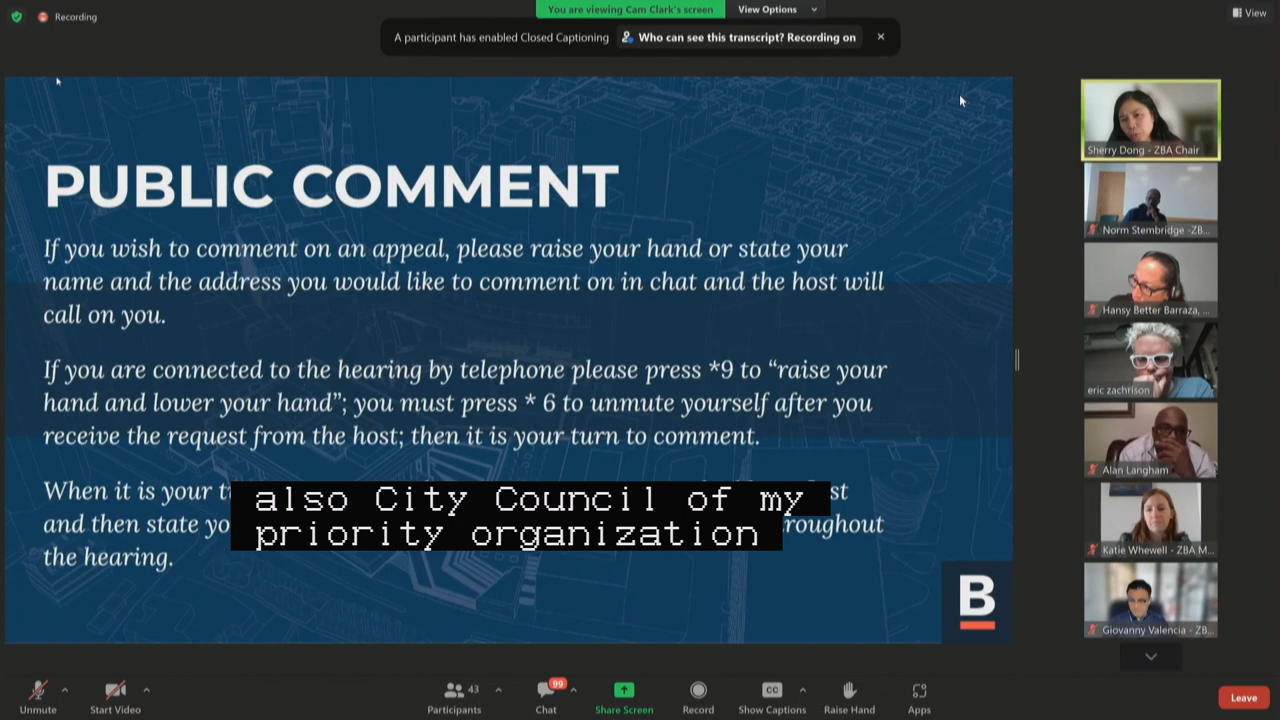 Recording
You are viewing Cam Clark's screen
View Options
View
A participant has enabled Closed Captioning
Who can see this transcript? Recording on
PUBLIC COMMENT
If you wish to comment on an appeal, please raise your hand or state your
name and the address you would like to comment on in chat and the host will
call on you.
If you are connected to the hearing by telephone please press *9 to “raise your
hand and lower your hand”; you must press * 6 to unmute yourself after you
receive the request from the host; then it is your turn to comment.
When it is your
and then state
the hearing.
also City Council of my
priority organization
B
Sherry Dong - ZBA Chair
Norm Stembridge -ZB...
Hansy Better Barraza, ...
eric zachrison
Alan Langham
Katie Whewell - ZBA M...
Giovanny Valencia - ZB...
Unmute
Start Video
43
Participants
99
Chat
Share Screen
Record
CC
Show Captions
Raise Hand
Apps
Leave